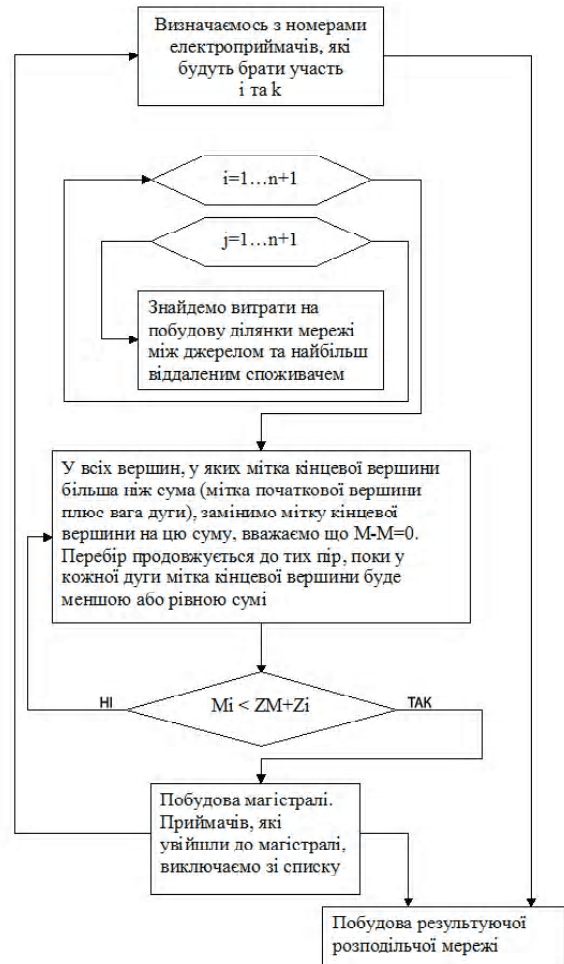 Визначаємось з номерами
електроприймачів, які
будуть брати участь
і та k
i=1…n+1
j=1…n+1
Знайдемо витрати на
побудову ділянки мережі
між джерелом та найбільш
віддаленим споживачем
У всіх вершин, у яких мітка кінцевої вершини
більша ніж сума (мітка початкової вершини
плюс вага дуги), замінимо мітку кінцевої
вершини на цю суму, вважаємо що М-М=0.
Перебір продовжується до тих пір, поки у
кожної дуги мітка кінцевої вершини буде
меншою або рівною сумі
НІ
Mi < ZM+Zi
ТАК
Побудова магістралі.
Приймачів, які
увійшли до магістралі,
виключаємо зі списку
Побудова результуючої
розподільчої мережі